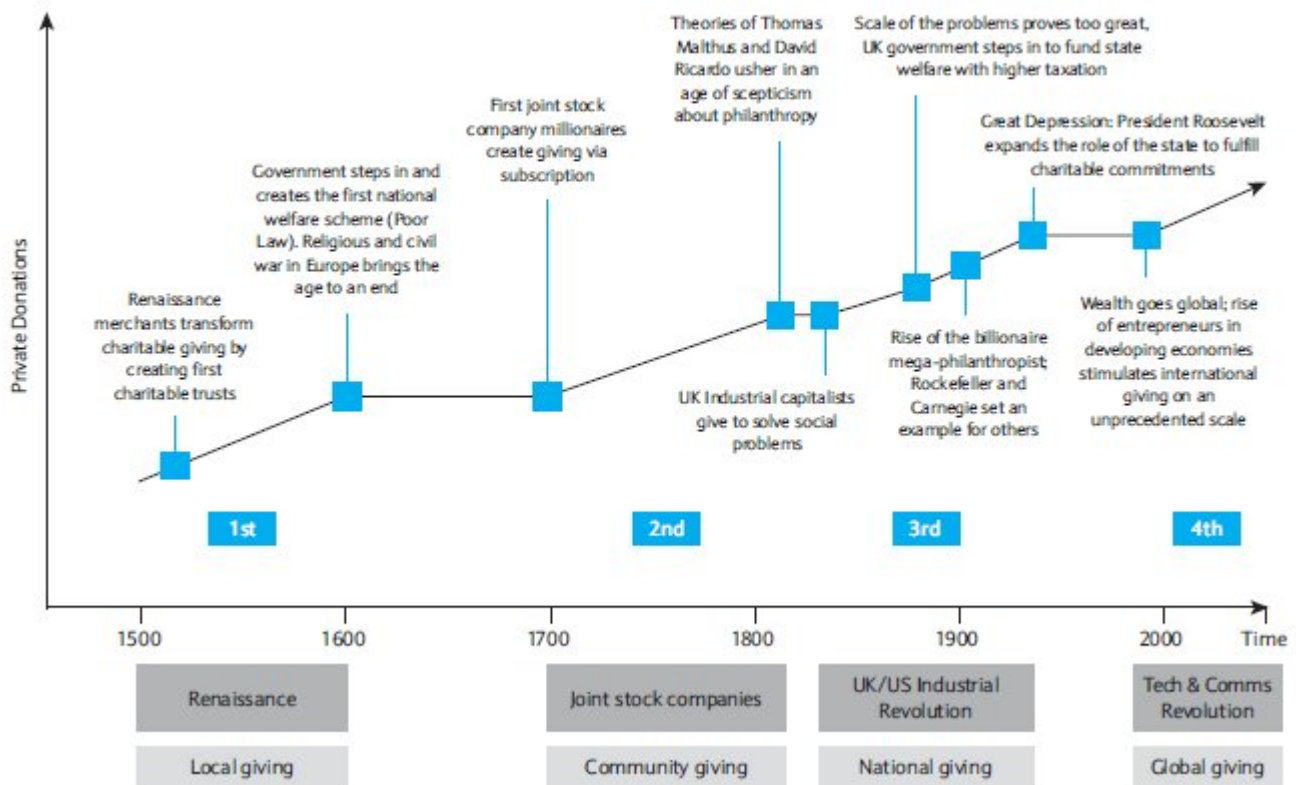 Private Donations
Renaissance
merchants transform
charitable giving by
creating first
charitable trusts
Government steps in and
creates the first national
welfare scheme (Poor
Law). Religious and civil
war in Europe brings the
age to an end
First joint stock
company millionaires
create giving via
subscription
Theories of Thomas
Malthus and David
Ricardo usher in an
age of scepticism
about philanthropy
UK Industrial capitalists
give to solve social
problems
Scale of the problems proves too great,
UK government steps in to fund state
welfare with higher taxation
Rise of the billionaire
mega-philanthropist;
Rockefeller and
Carnegie set an
example for others
Great Depression: President Roosevelt
expands the role of the state to fulfill
charitable commitments
Wealth goes global; rise
of entrepreneurs in
developing economies
stimulates international
giving on an
unprecedented scale
1st
2nd
3rd
4th
1500
1600
1700
1800
1900
2000
Time
Renaissance
Joint stock companies
UK/US Industrial
Revolution
Tech & Comms
Revolution
Local giving
Community giving
National giving
Global giving